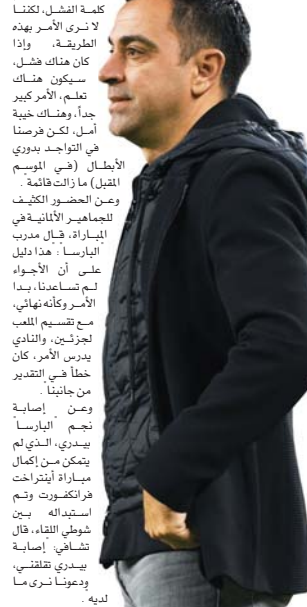 كلمة الفشل، لكننا
لا نرى الأمر بهذه
الطريقة، وإذا
كان هناك فشل،
سيكون هناك
تعلم، الأمر كبير
جداً، وهناك خيبة
أمل، لكن فرصنا
في التواجد بدوري
الأبطال (في الموسم
المقبل) ما زالت قائمة".
وعن الحضور الكثيف
للجماهير الألمانية في
المباراة، قال مدرب
"البارسا": "هذا دليل
على أن الأجواء
لم تساعدنا، بدا
الأمر وكأنه نهائي،
مع تقسيم الملعب
لجزئين، والنادي
يدرس الأمر، كان
خطأ في التقدير
من جانبنا".
وعن إصابة
نجم "البارسا"
بيدري، الذي لم
يتمكن من إكمال
مباراة أينتراخت
فرانكفورت وتم
استبداله بين
شوطي اللقاء، قال
تشافي: "إصابة
بيدري تقلقني،
ودعونا نرى ما
لديه".